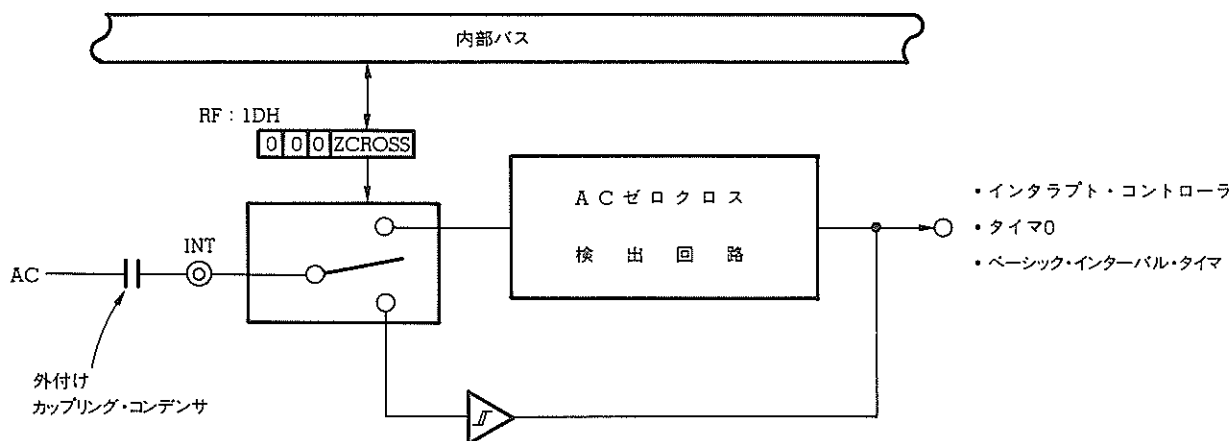 内部バス
RF:1DH
0 0 0 ZCROSS
ACゼロクロス
検出回路
・インタラプト・コントローラ
・タイマ0
・ベーシック・インターバル・タイマ
INT
AC
外付け
カップリング・コンデンサ